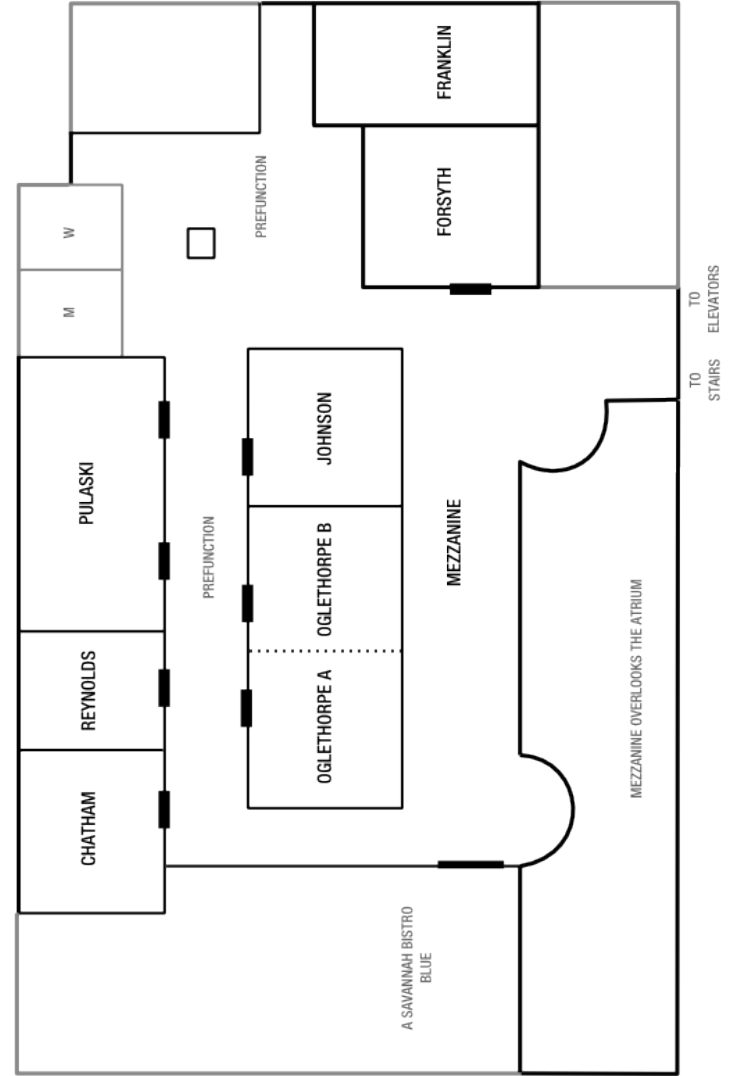 CHATHAM
REYNOLDS
PULASKI
M
W
PREFUNCTION
PREFUNCTION
OGLETHORPE A
OGLETHORPE B
JOHNSON
A SAVANNAH BISTRO
BLUE
MEZZANINE
FORSYTH
FRANKLIN
MEZZANINE OVERLOOKS THE ATRIUM
TO
STAIRS
TO
ELEVATORS